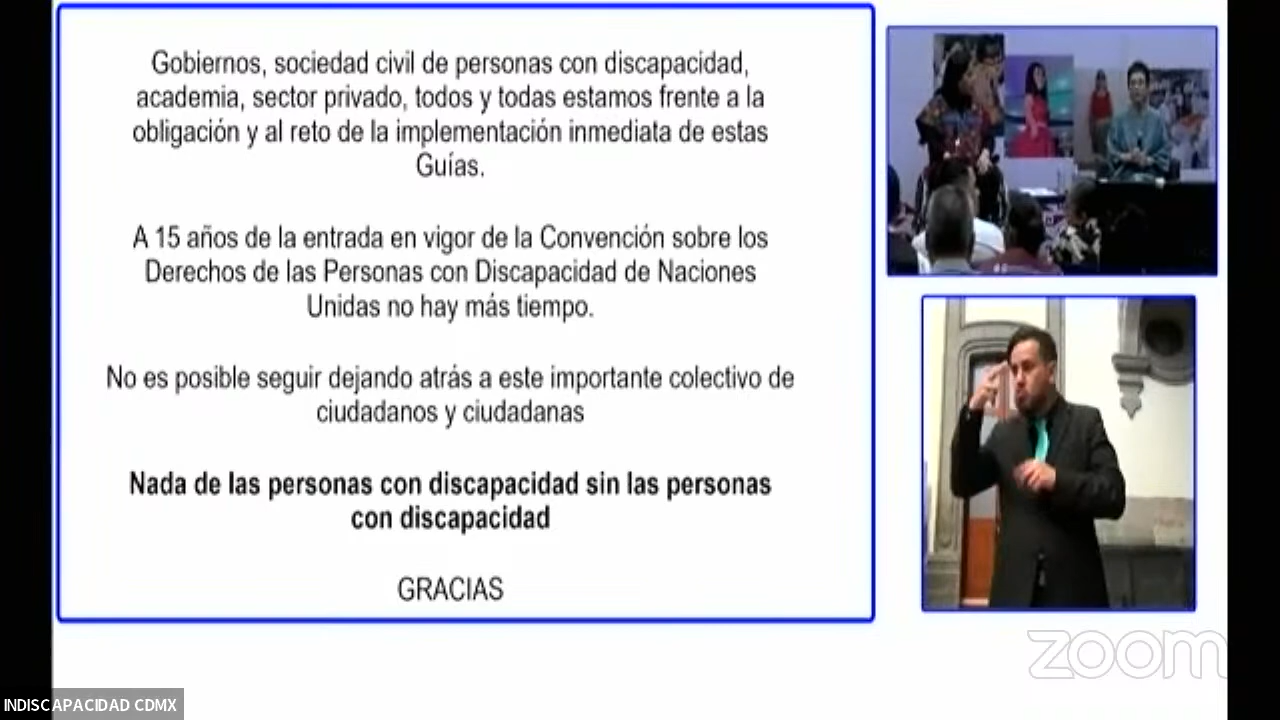 Gobiernos, sociedad civil de personas con discapacidad,
academia, sector privado, todos y todas estamos frente a la
obligación y al reto de la implementación inmediata de estas
Guías.
A 15 años de la entrada en vigor de la Convención sobre los
Derechos de las Personas con Discapacidad de Naciones
Unidas no hay más tiempo.
No es posible seguir dejando atrás a este importante colectivo de
ciudadanos y ciudadanas
Nada de las personas con discapacidad sin las personas
con discapacidad
GRACIAS
zoom
INDISCAPACIDAD CDMX